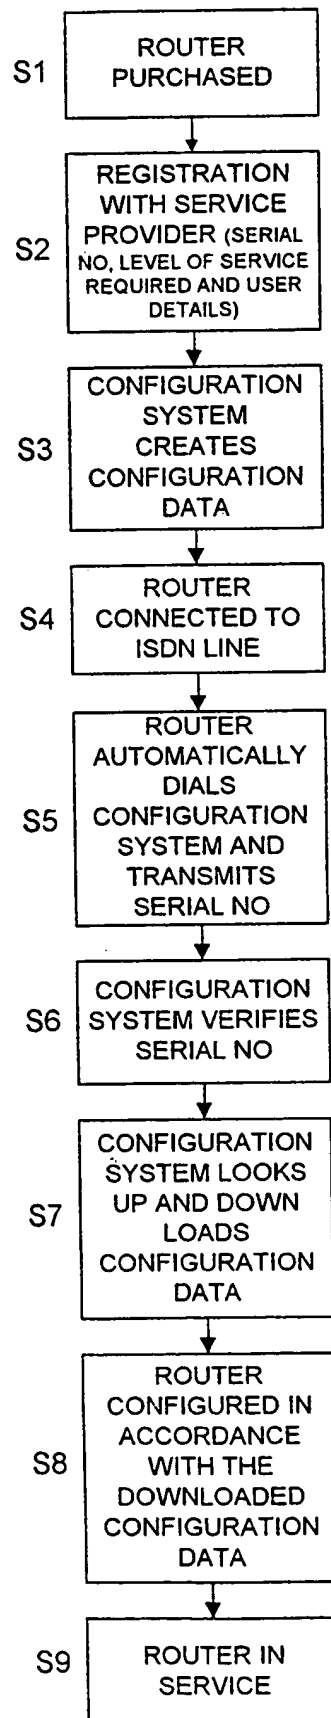 S1
ROUTER
PURCHASED
S2
REGISTRATION
WITH SERVICE
PROVIDER (SERIAL
NO, LEVEL OF SERVICE
REQUIRED AND USER
DETAILS)
S3
CONFIGURATION
SYSTEM
CREATES
CONFIGURATION
DATA
S4
ROUTER
CONNECTED TO
ISDN LINE
S5
ROUTER
AUTOMATICALLY
DIALS
CONFIGURATION
SYSTEM AND
TRANSMITS
SERIAL NO
S6
CONFIGURATION
SYSTEM VERIFIES
SERIAL NO
S7
CONFIGURATION
SYSTEM LOOKS
UP AND DOWN
LOADS
CONFIGURATION
DATA
S8
ROUTER
CONFIGURED IN
ACCORDANCE
WITH THE
DOWNLOADED
CONFIGURATION
DATA
S9
ROUTER IN
SERVICE